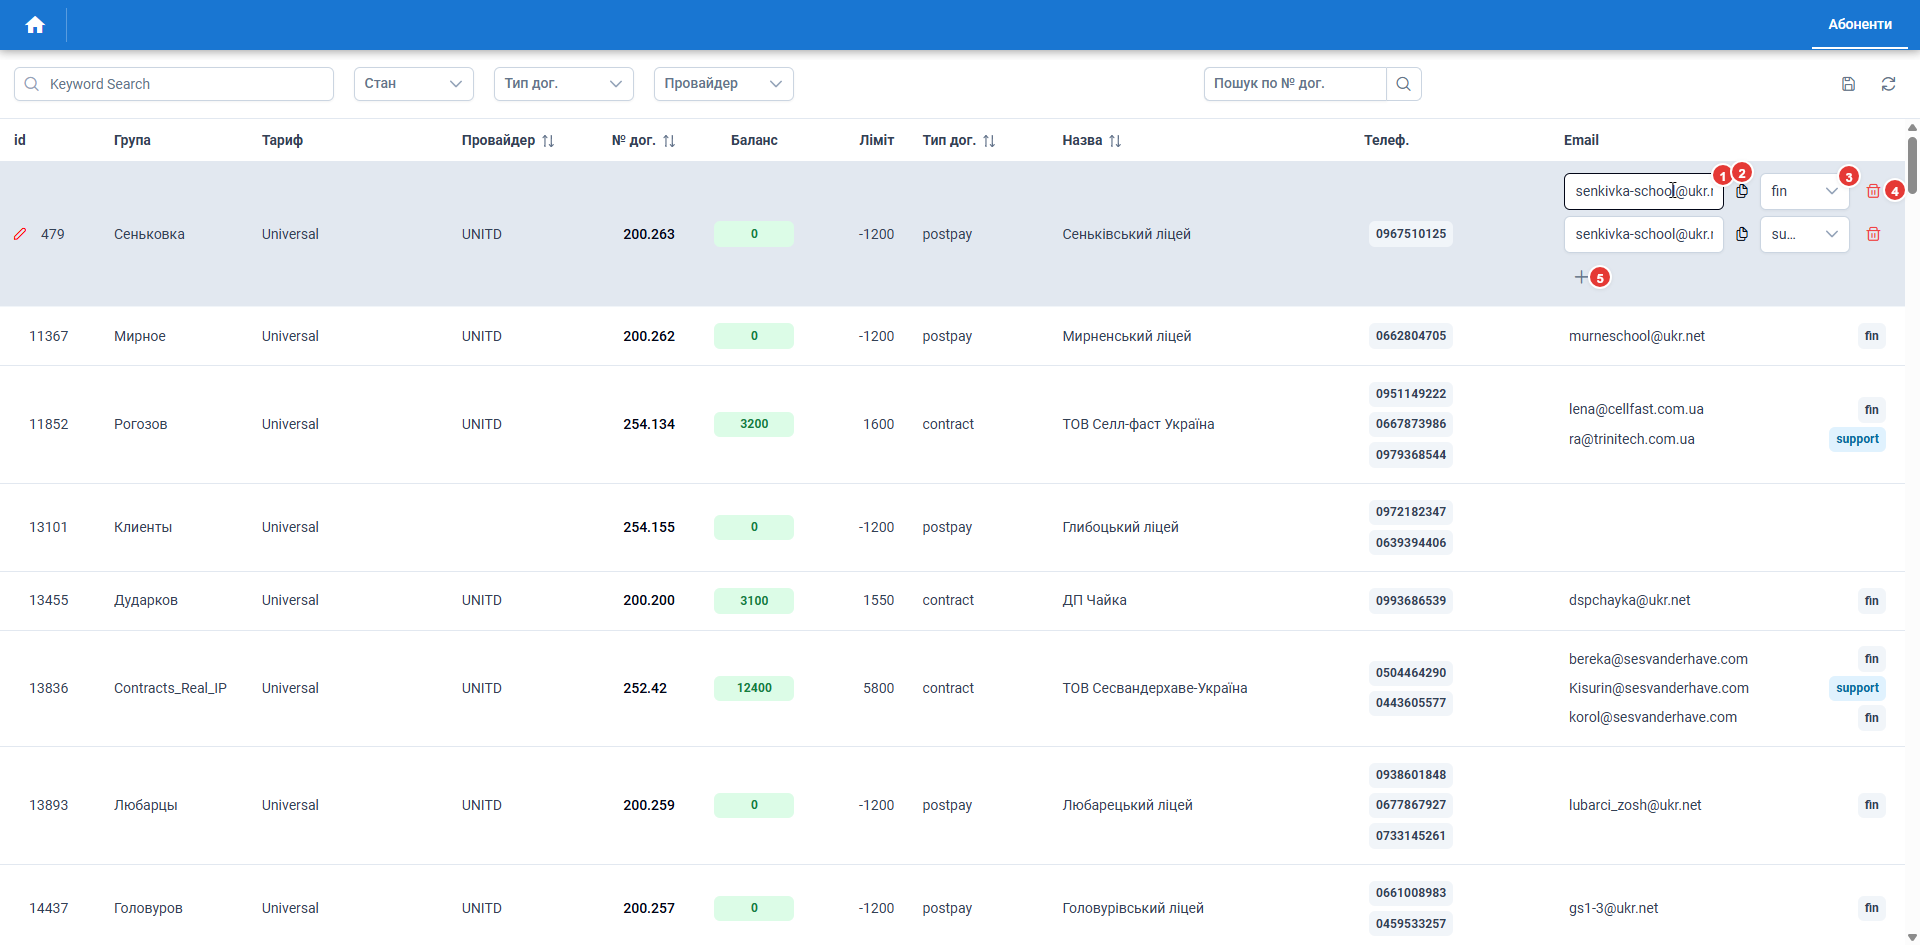 Абоненти
Keyword Search Стан Тип дог. Провайдер Пошук по № дог.
id Група Тариф Провайдер № дог. Баланс Ліміт Тип дог. Назва Телеф. Email
1 2 3
senkivka-school@ukr.r fin 4
479 Сеньковка Universal UNITD 200.263 0 -1200 postpay Сеньківський ліцей 0967510125 senkivka-school@ukr.r su...
+ 5
11367 Мирное Universal UNITD 200.262 0 -1200 postpay Мирненський ліцей 0662804705 murneschool@ukr.net fin
0951149222
lena@cellfast.com.ua fin
11852 Рогозов Universal UNITD 254.134 3200 1600 contract ТОВ Селл-фаст Україна 0667873986
ra@trinitech.com.ua support
0979368544
0972182347
13101 Клиенты Universal 254.155 0 -1200 postpay Глибоцький ліцей
0639394406
13455 Дударков Universal UNITD 200.200 3100 1550 contract ДП Чайка 0993686539 dspchayka@ukr.net fin
bereka@sesvanderhave.com fin
0504464290
13836 Contracts_Real_IP Universal UNITD 252.42 12400 5800 contract ТОВ Сесвандерхаве-Україна Kisurin@sesvanderhave.com support
0443605577
korol@sesvanderhave.com fin
0938601848
13893 Любарцы Universal UNITD 200.259 0 -1200 postpay Любарецький ліцей 0677867927 lubarci_zosh@ukr.net fin
0733145261
0661008983
14437 Головуров Universal UNITD 200.257 0 -1200 postpay Головурівський ліцей gs1-3@ukr.net fin
0459533257